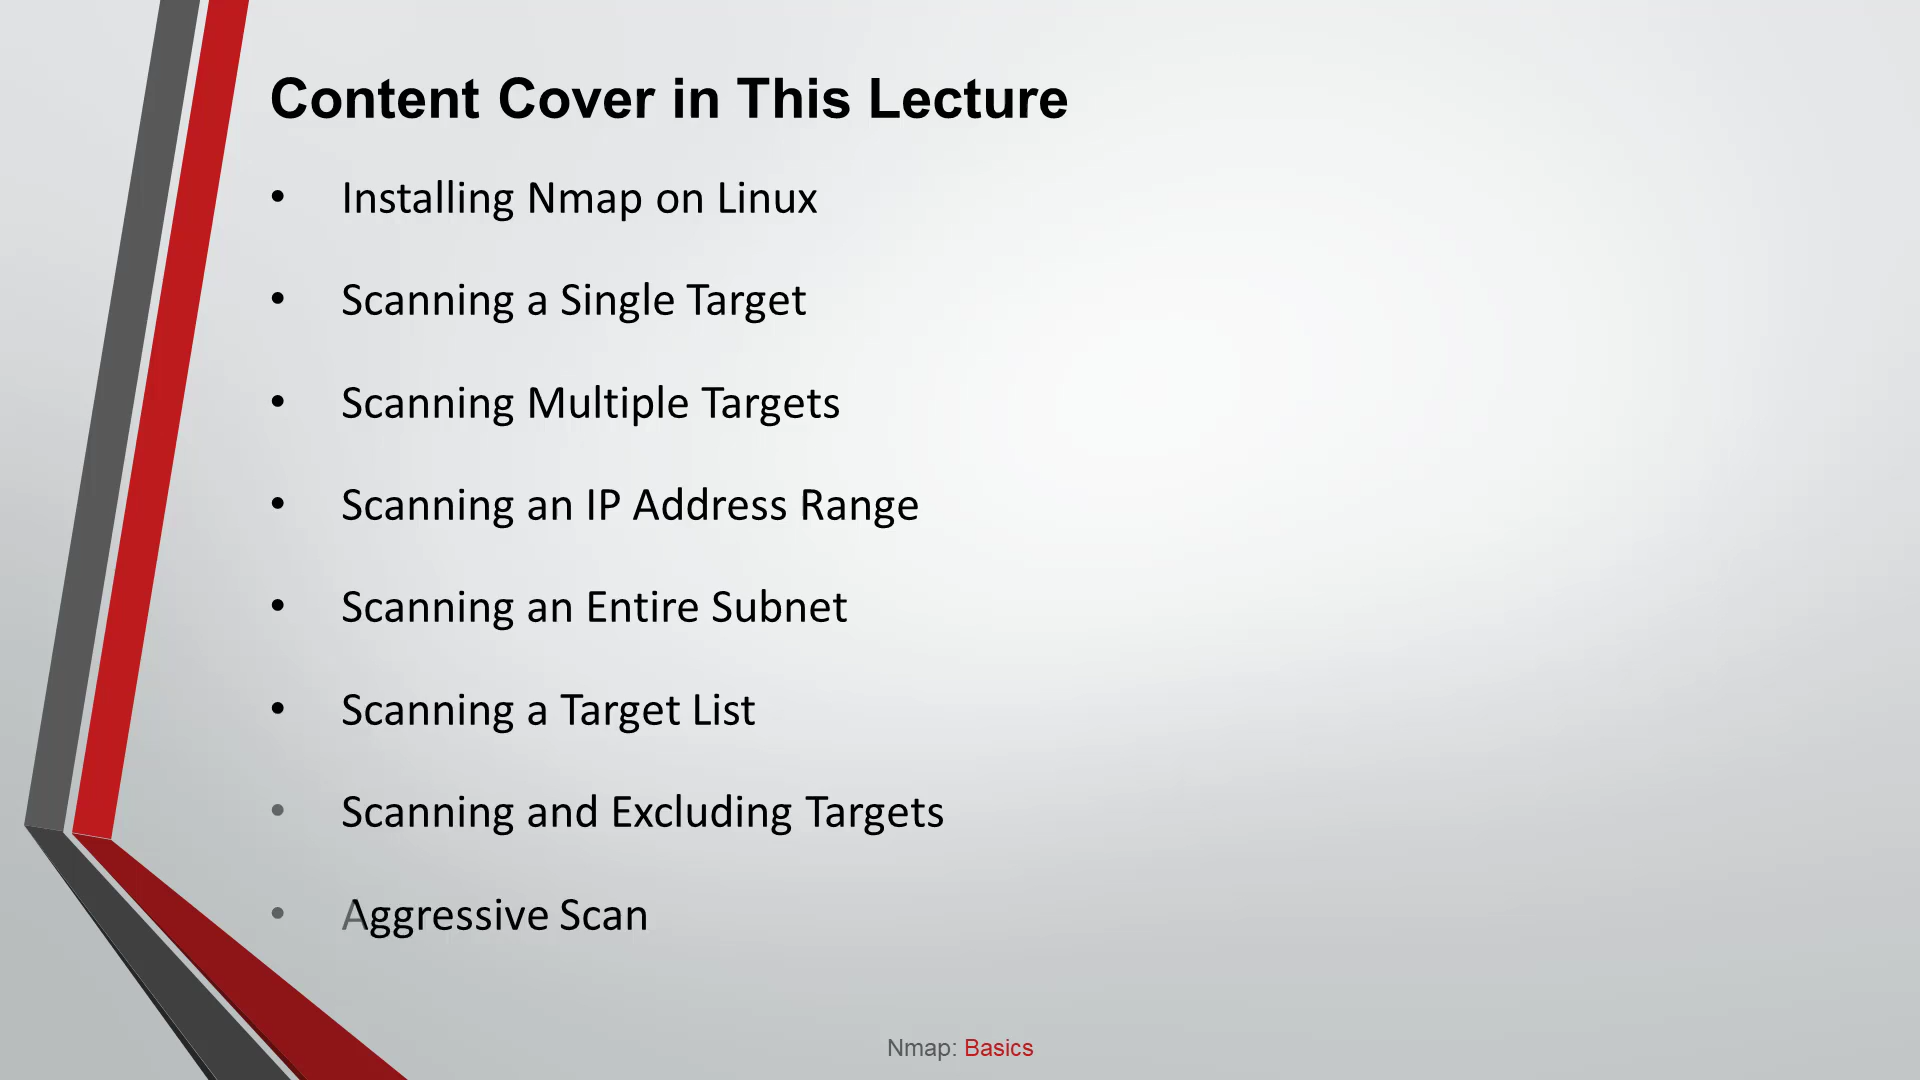 Content Cover in This Lecture
• Installing Nmap on Linux
• Scanning a Single Target
• Scanning Multiple Targets
• Scanning an IP Address Range
• Scanning an Entire Subnet
• Scanning a Target List
• Scanning and Excluding Targets
• Aggressive Scan
Nmap: Basics